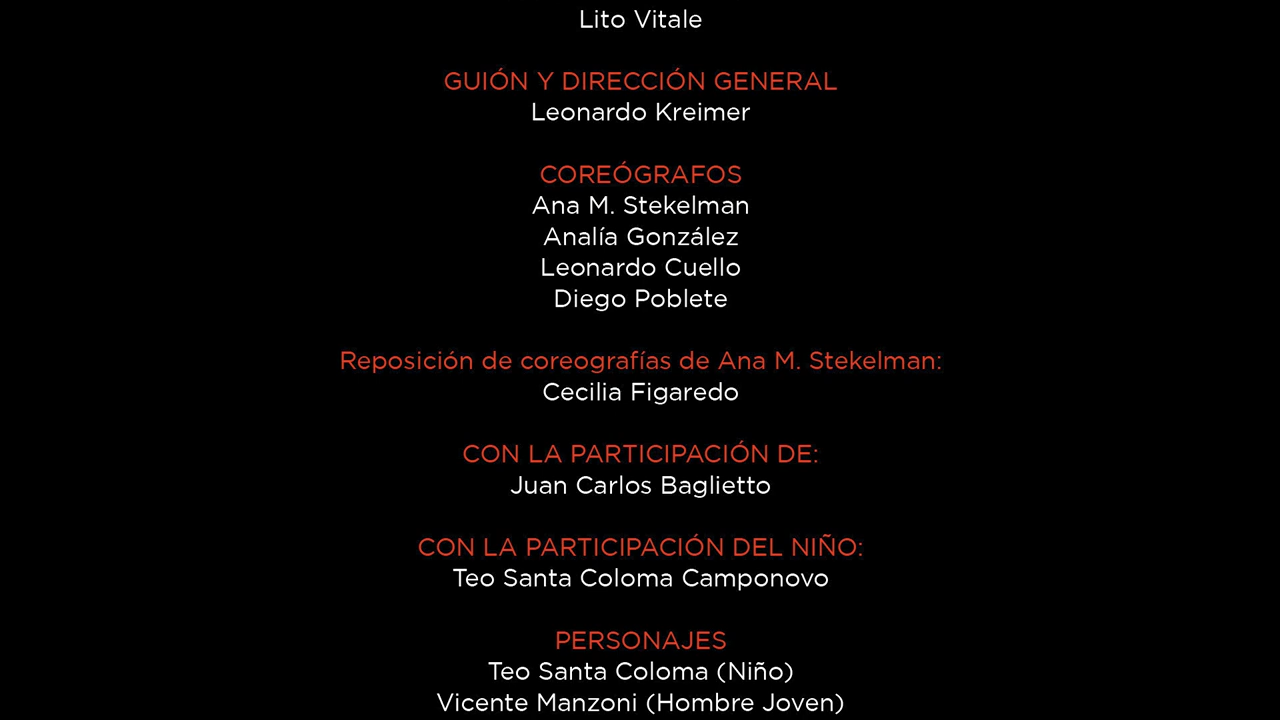 Lito Vitale
GUIÓN Y DIRECCIÓN GENERAL
Leonardo Kreimer
COREÓGRAFOS
Ana M. Stekelman
Analía González
Leonardo Cuello
Diego Poblete
Reposición de coreografías de Ana M. Stekelman:
Cecilia Figaredo
CON LA PARTICIPACIÓN DE:
Juan Carlos Baglietto
CON LA PARTICIPACIÓN DEL NIÑO:
Teo Santa Coloma Camponovo
PERSONAJES
Teo Santa Coloma (Niño)
Vicente Manzoni (Hombre Joven)